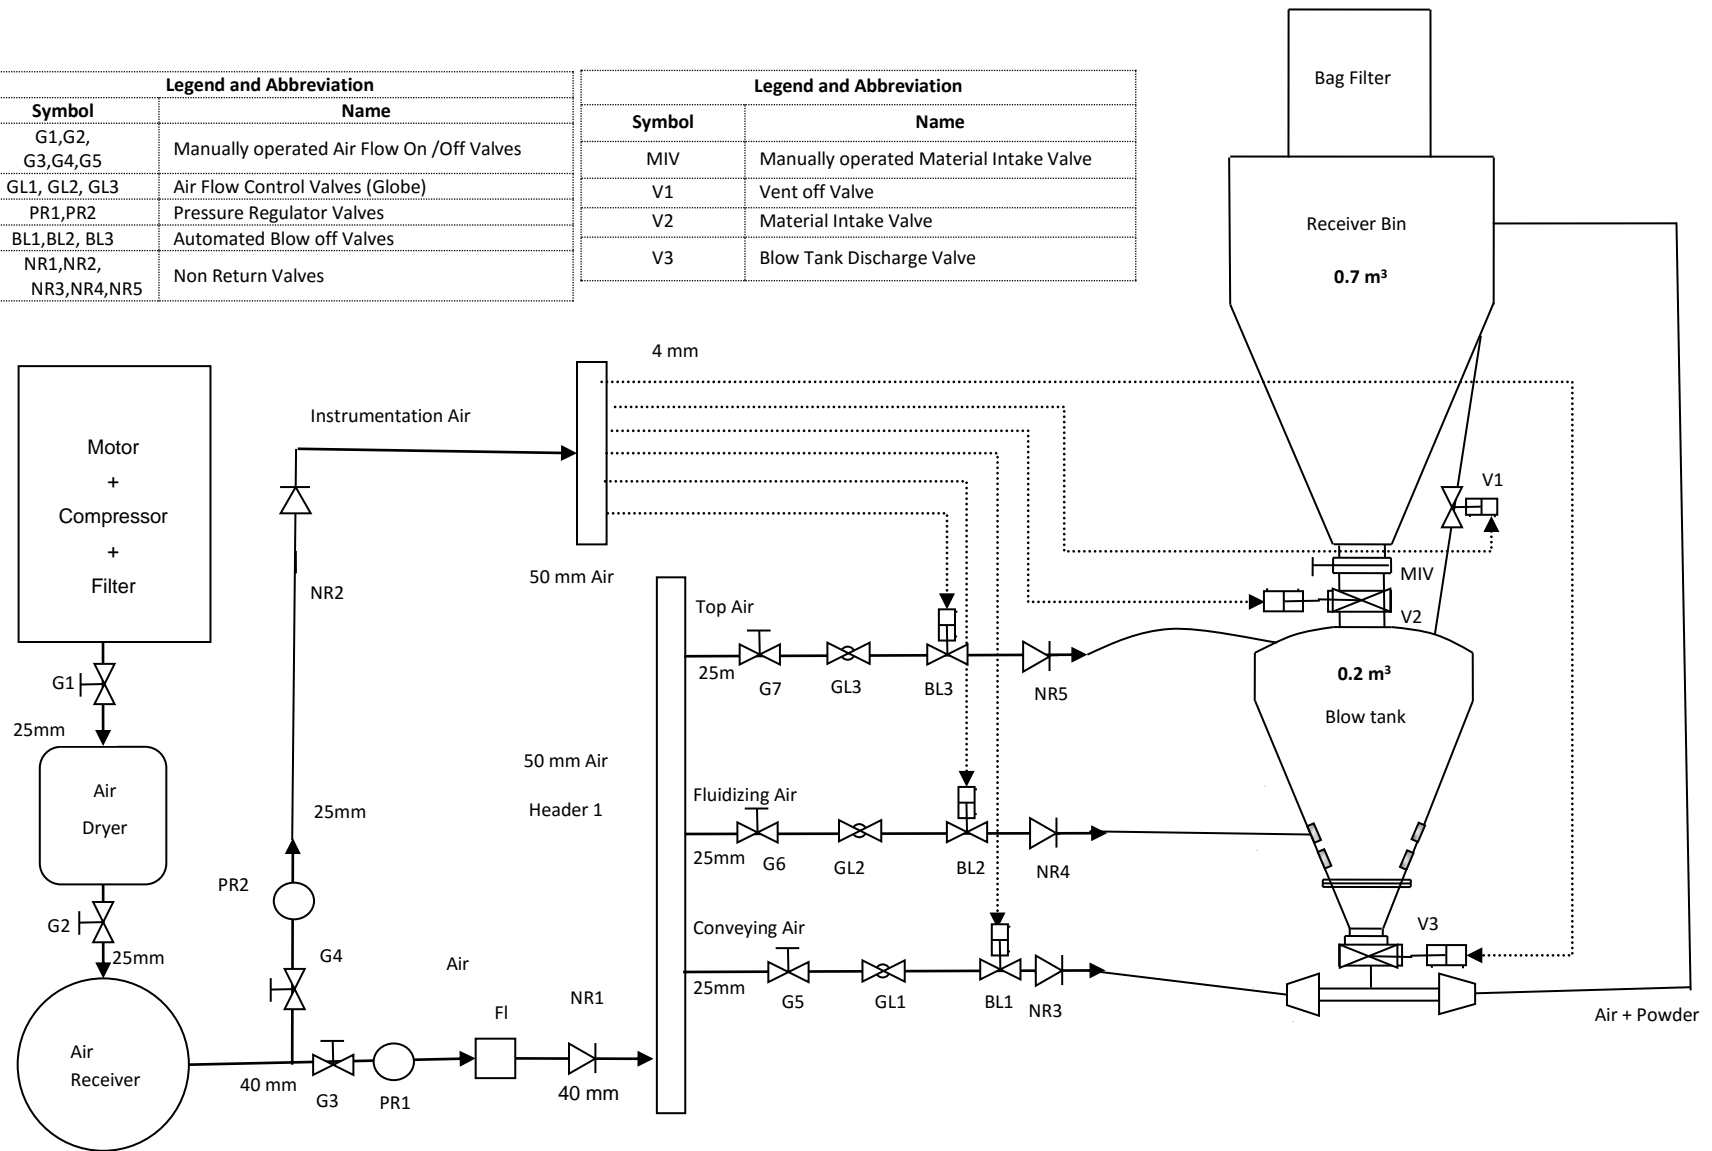 Bag Filter
Legend and Abbreviation
Symbol Name
G1,G2,
G3,G4,G5
Manually operated Air Flow On /Off Valves
GL1, GL2, GL3 Air Flow Control Valves (Globe)
PR1,PR2 Pressure Regulator Valves
BL1,BL2, BL3 Automated Blow off Valves
NR1,NR2,
NR3,NR4,NR5
Non Return Valves
Legend and Abbreviation
Symbol Name
MIV Manually operated Material Intake Valve
V1 Vent off Valve
V2 Material Intake Valve
V3 Blow Tank Discharge Valve
Receiver Bin
0.7 m³
4 mm
Instrumentation Air
Motor
+
Compressor
+
Filter
NR2
50 mm Air
V1
MIV
V2
Top Air
25m
G7
GL3
BL3
NR5
0.2 m³
Blow tank
G1
25mm
Air
Dryer
25mm
50 mm Air
Header 1
Fluidizing Air
25mm
G6
GL2
BL2
NR4
PR2
G2
25mm
G4
Air
Conveying Air
25mm
G5
GL1
BL1
NR3
V3
Air + Powder
Air
Receiver
40 mm
G3
PR1
Fl
NR1
40 mm